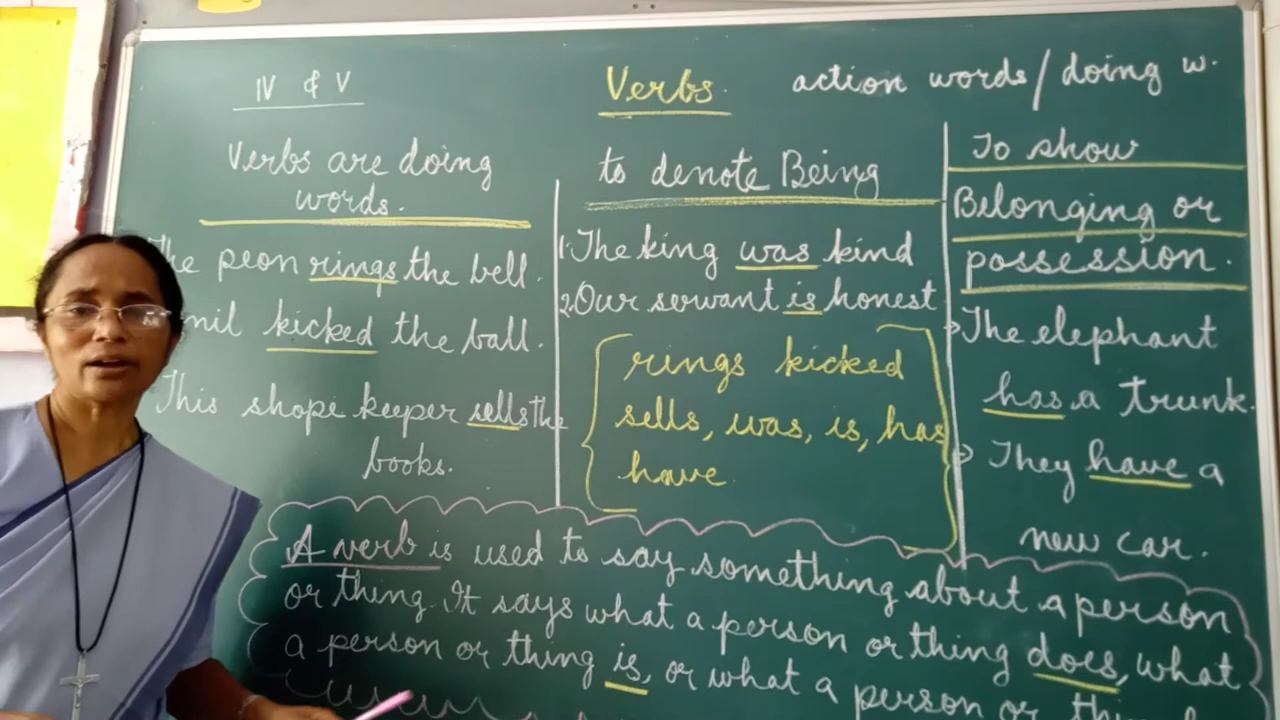 IV & V
Verbs. action words/doing w.
Verbs are doing
words.
The peon rings the bell.
mil kicked the ball.
This shope keeper sells the
books.
to denote Being
1. The king was kind
2. Our servant is honest
rings kicked
sells, was, is, has
have
To show
Belonging or
possession.
The elephant
has a trunk.
They have a
new car.
A verb is used to say something about a person
or thing. It says what a person or thing does, what
a person or thing is, or what a person or